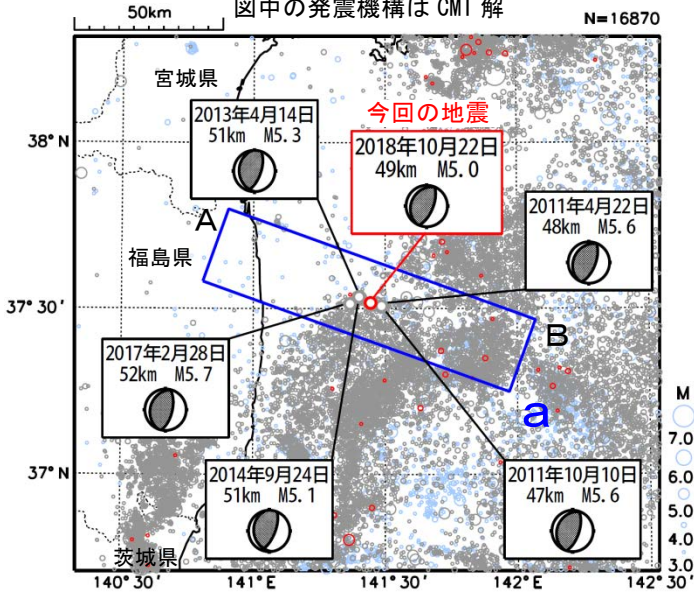 50km
図中の発震機構は CMT 解
N=16870
宮城県
38°N
2013年4月14日
51km M5.3
今回の地震
2018年10月22日
49km M5.0
2011年4月22日
48km M5.6
A
福島県
37°30'
B
2017年2月28日
52km M5.7
a
M
7.0
6.0
5.0
4.0
3.0
37°N
2014年9月24日
51km M5.1
2011年10月10日
47km M5.6
茨城県
140°30'
141°E
141°30'
142°E
142°30'